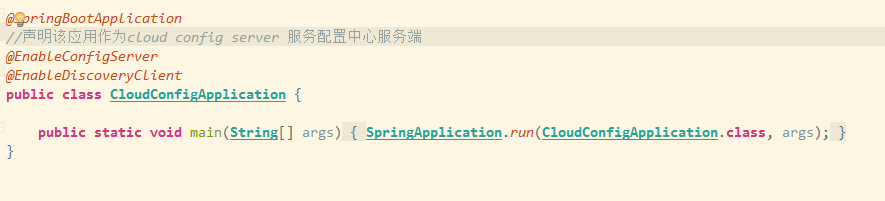 @SpringBootApplication
//声明该应用作为cloud config server 服务配置中心服务端
@EnableConfigServer
@EnableDiscoveryClient
public class CloudConfigApplication {
public static void main(String[] args) { SpringApplication.run(CloudConfigApplication.class, args); }
}